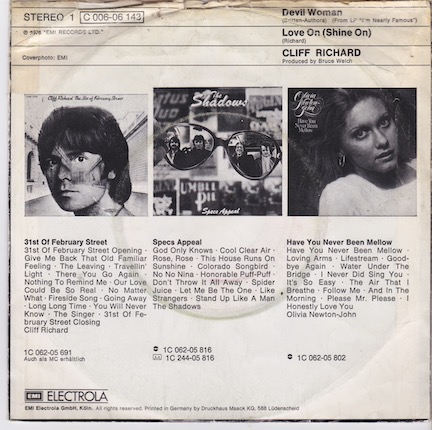 STEREO 1 C 006-06 143
℗ 1976 "EMI RECORDS LTD."
Coverphoto: EMI
Devil Woman
(Britten-Authors) (From LP "I'm Nearly Famous")
Love On (Shine On)
(Richard)
CLIFF RICHARD
Produced by Bruce Welch
Cliff Richard, The 31st of February Street
The
Shadows
Specs Appeal
Olivia
Newton-
John
Have You
Never Been
Mellow
31st Of February Street
31st Of February Street Opening ·
Give Me Back That Old Familiar
Feeling · The Leaving · Travellin'
Light · There You Go Again ·
Nothing To Remind Me · Our Love
Could Be So Real · No Matter
What · Fireside Song · Going Away
· Long Long Time · You Will Never
Know · The Singer · 31st Of Fe-
bruary Street Closing
Cliff Richard
1C 062-05 691
Auch als MC erhältlich
Specs Appeal
God Only Knows · Cool Clear Air ·
Rose, Rose · This House Runs On
Sunshine · Colorado Songbird ·
No No Nina · Honorable Puff-Puff ·
Don't Throw It All Away · Spider
Juice · Let Me Be The One · Like
Strangers · Stand Up Like A Man
The Shadows
1C 062-05 816
1C 244-05 816
Have You Never Been Mellow
Have You Never Been Mellow ·
Loving Arms · Lifestream · Good-
bye Again · Water Under The
Bridge · I Never Did Sing You ·
It's So Easy · The Air That I
Breathe · Follow Me · And In The
Morning · Please Mr. Please · I
Honestly Love You
Olivia Newton-John
1C 062-05 802
EMI ELECTROLA
EMI Electrola GmbH, Köln. All rights reserved. Printed in Germany by Druckhaus Maack KG, 588 Lüdenscheid